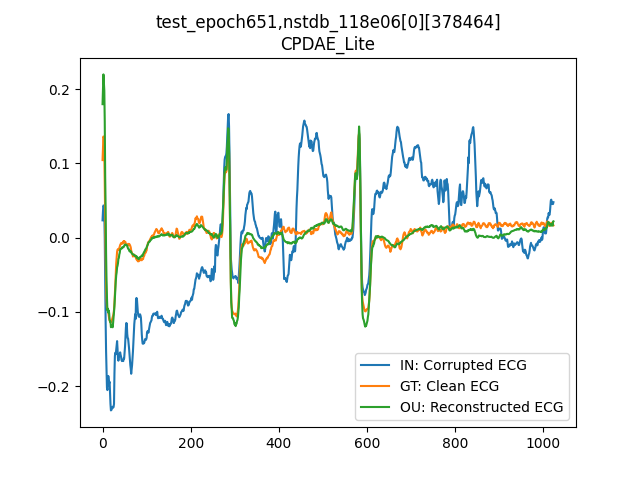 test_epoch651,nstdb_118e06[0][378464]
CPDAE_Lite
0.2
0.1
0.0
−0.1
−0.2
0
200
400
600
800
1000
IN: Corrupted ECG
GT: Clean ECG
OU: Reconstructed ECG